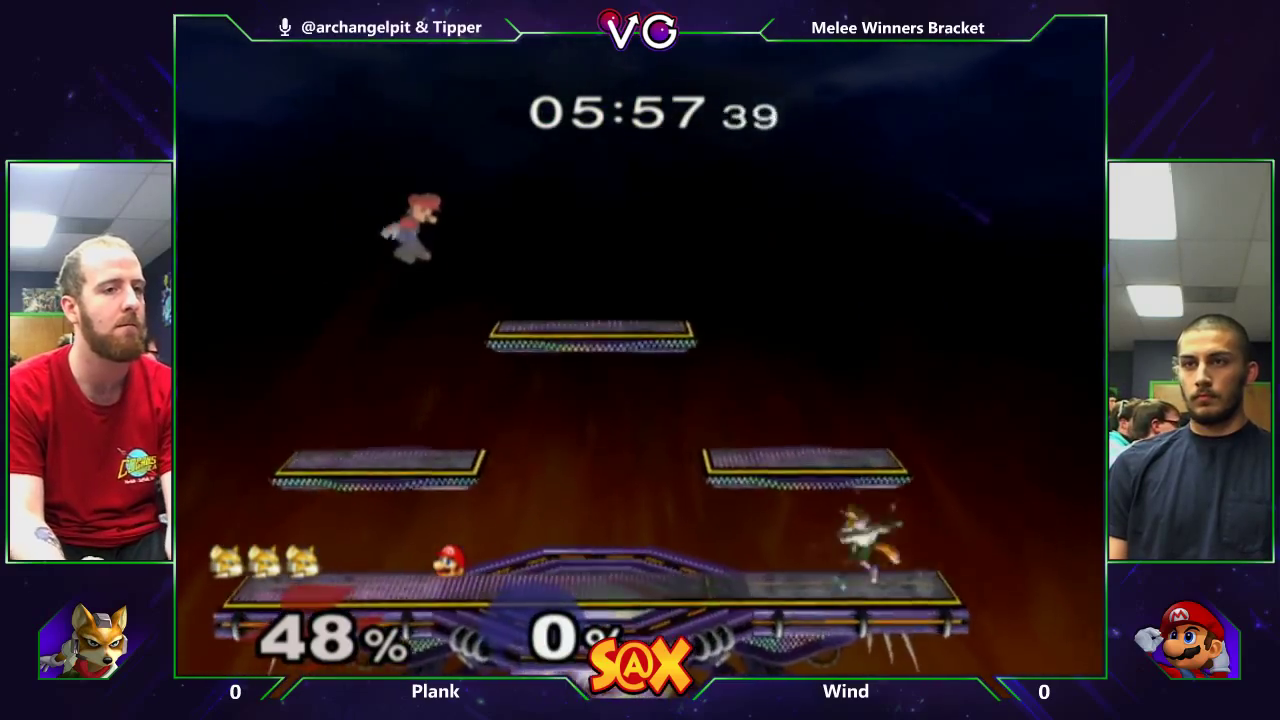 @archangelpit & Tipper
VG
Melee Winners Bracket
05:57 39
48%
0%
S@X
0
Plank
Wind
0